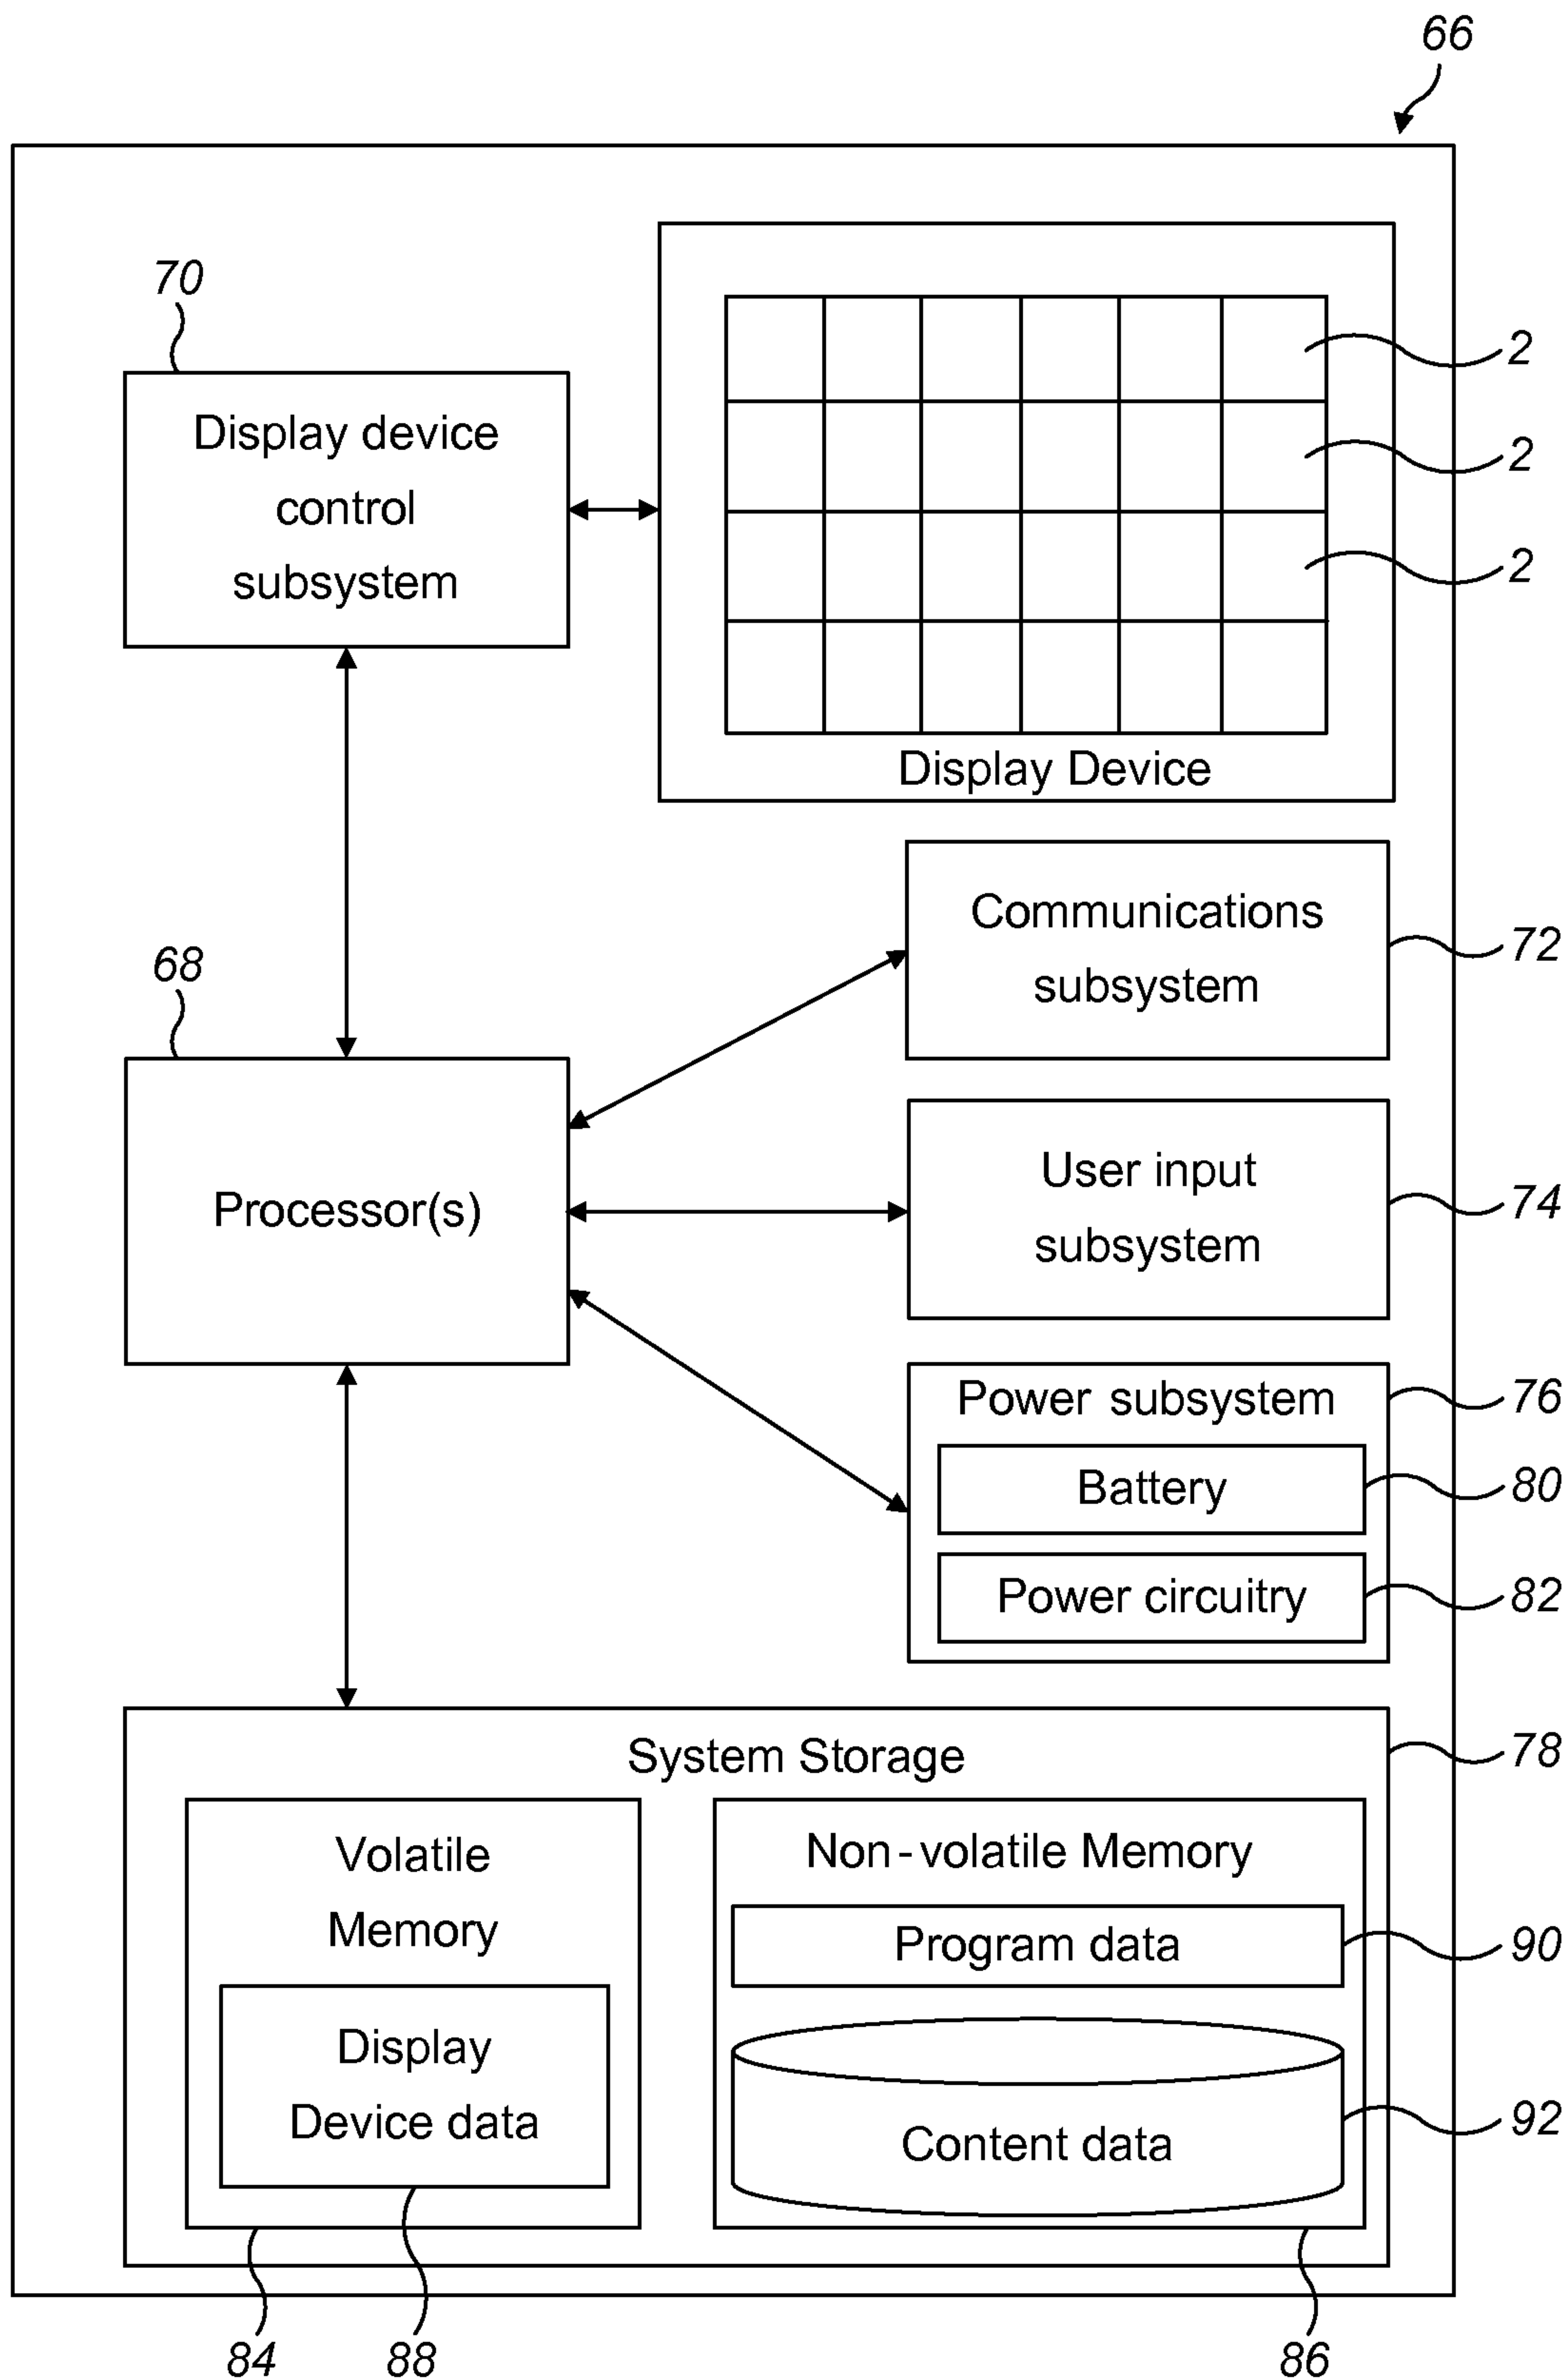 66
70
Display device
control
subsystem
2
2
2
Display Device
Communications
subsystem
72
68
Processor(s)
User input
subsystem
74
Power subsystem
76
Battery
80
Power circuitry
82
System Storage
78
Volatile
Memory
Display
Device data
Non-volatile Memory
Program data
90
Content data
92
84
88
86